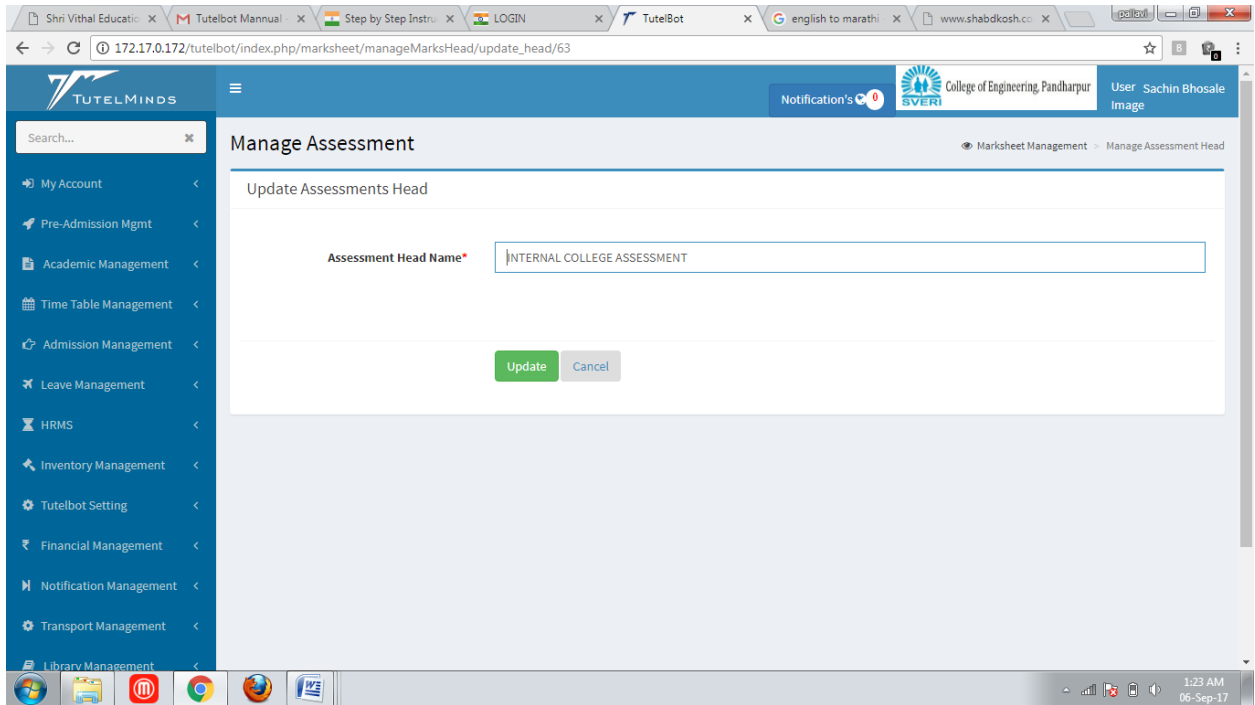 Shri Vithal Educatio
Tutelbot Mannual -
Step by Step Instru
LOGIN
TutelBot
english to marathi -
www.shabdkosh.co
pallavi
172.17.0.172/tutelbot/index.php/marksheet/manageMarksHead/update_head/63
TUTELMINDS
Notification's 0
SVERI
College of Engineering, Pandharpur
User Image Sachin Bhosale
Search...
Manage Assessment
Marksheet Management > Manage Assessment Head
My Account
Update Assessments Head
Pre-Admission Mgmt
Assessment Head Name*
INTERNAL COLLEGE ASSESSMENT
Academic Management
Time Table Management
Admission Management
Update
Cancel
Leave Management
HRMS
Inventory Management
Tutelbot Setting
Financial Management
Notification Management
Transport Management
Library Management
1:23 AM
06-Sep-17